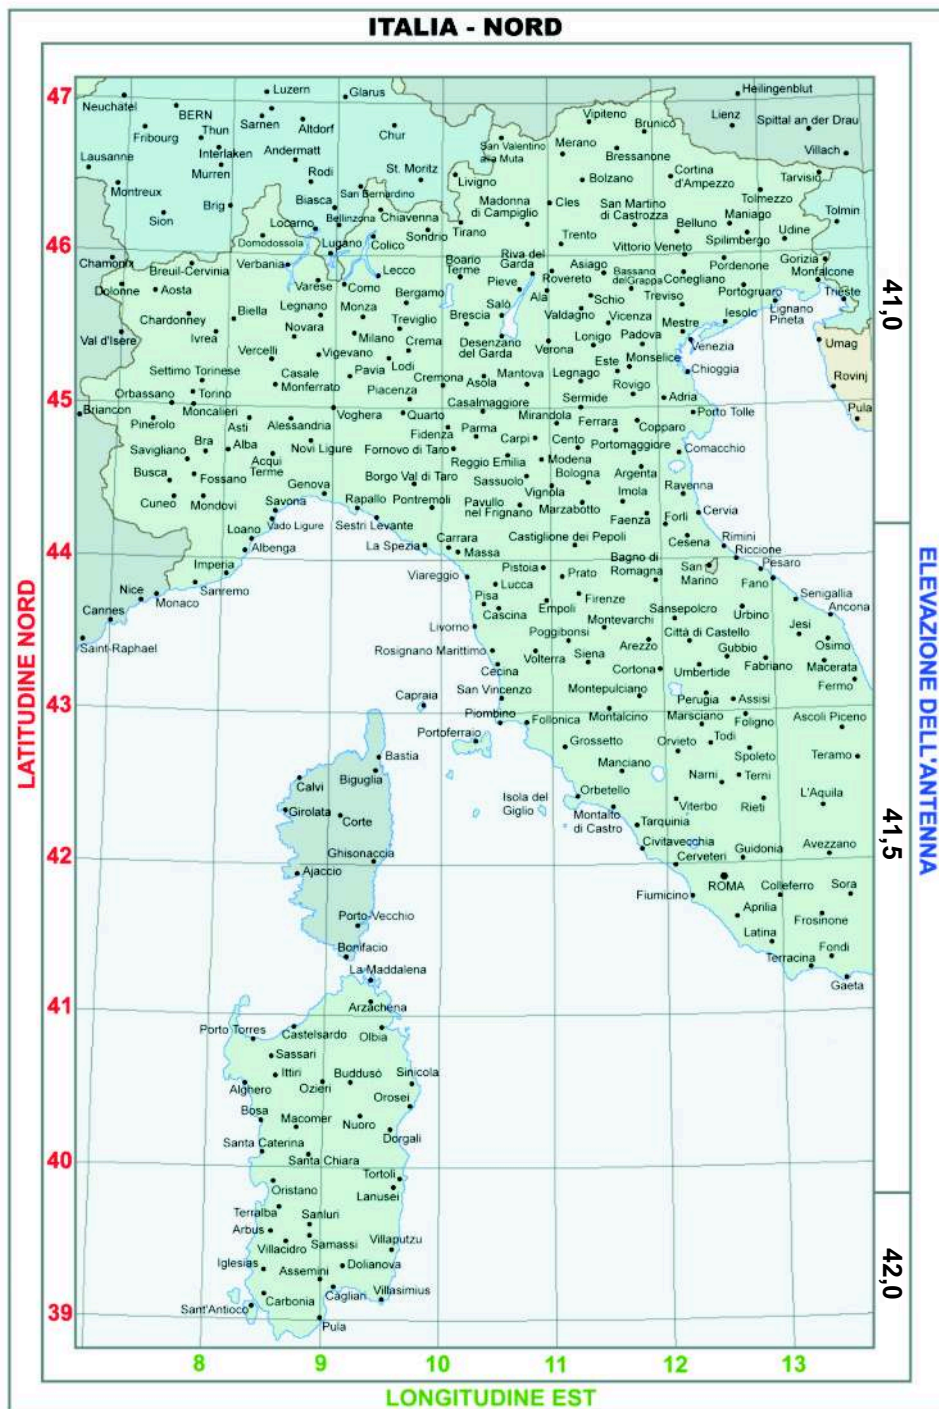 ITALIA - NORD
47
Neuchatel
Luzern
Glarus
Heilingenblut
BERN
Sarnen
Altdorf
Chur
Vipiteno
Brunico
Lienz
Spittal an der Drau
Fribourg
Thun
Interlaken
Andermatt
San Valentino
alla Muta
Merano
Bressanone
Villach
Lausanne
Murren
Rodi
St. Moritz
Livigno
Bolzano
Cortina
d'Ampezzo
Tarvisio
Montreux
Sion
Brig
Biasca
San Bernardino
Madonna
di Campiglio
Cles
San Martino
di Castrozza
Tolmezzo
Maniago
Tolmin
Locarno
Bellinzona
Chiavenna
Sondrio
Tirano
Trento
Belluno
Spilimbergo
Udine
46
Domodossola
Lugano
Colico
Vittorio Veneto
Chamonix
Breuil-Cervinia
Verbania
Lecco
Boario
Terme
Riva del
Garda
Rovereto
Asiago
Bassano
del Grappa
Conegliano
Pordenone
Gorizia
Monfalcone
Dolonne
Aosta
Varese
Como
Bergamo
Pieve
Ala
Schio
Treviso
Portogruaro
Trieste
Chardonney
Biella
Legnano
Monza
Treviglio
Salò
Valdagno
Vicenza
Iesolo
Lignano
Pineta
Val d'Isere
Ivrea
Novara
Milano
Brescia
Desenzano
del Garda
Lonigo
Padova
Mestre
Venezia
Umag
Vercelli
Vigevano
Crema
Verona
Este
Monselice
Chioggia
Settimo Torinese
Casale
Monferrato
Pavia
Lodi
Cremona
Asola
Mantova
Legnago
Rovigo
Rovinj
Orbassano
Torino
Piacenza
Casalmaggiore
Sermide
Adria
45
Briancon
Moncalieri
Voghera
Quarto
Mirandola
Porto Tolle
Pula
Pinerolo
Asti
Alessandria
Fidenza
Parma
Carpi
Ferrara
Copparo
Savigliano
Bra
Alba
Novi Ligure
Fornovo di Taro
Cento
Portomaggiore
Comacchio
Busca
Fossano
Acqui
Terme
Borgo Val di Taro
Reggio Emilia
Modena
Bologna
Argenta
Cuneo
Mondovi
Genova
Rapallo
Pontremoli
Sassuolo
Vignola
Imola
Ravenna
Savona
Pavullo
nel Frignano
Marzabotto
Cervia
Loano
Vado Ligure
Sestri Levante
Faenza
Forli
Carrara
Castiglione dei Pepoli
Cesena
Rimini
44
Albenga
La Spezia
Massa
Riccione
Imperia
Viareggio
Pistoia
Prato
Bagno di
Romagna
San
Marino
Pesaro
Nice
Sanremo
Lucca
Fano
Monaco
Pisa
Firenze
Senigallia
Cannes
Cascina
Empoli
Sansepolcro
Urbino
Ancona
Livorno
Montevarchi
Jesi
Poggibonsi
Città di Castello
Saint-Raphael
Rosignano Marittimo
Volterra
Siena
Arezzo
Gubbio
Osimo
Cecina
Cortona
Umbertide
Fabriano
Macerata
San Vincenzo
Montepulciano
Fermo
43
Capraia
Perugia
Assisi
Piombino
Follonica
Montalcino
Marsciano
Foligno
Ascoli Piceno
Portoferraio
Grossetto
Orvieto
Todi
Bastia
Spoleto
Teramo
Calvi
Biguglia
Manciano
Narni
Terni
Girolata
Isola del
Giglio
Orbetello
Viterbo
Rieti
L'Aquila
Corte
Montalto
di Castro
Tarquinia
Ghisonaccia
Civitavecchia
Guidonia
Avezzano
42
Cerveteri
Ajaccio
Fiumicino
ROMA
Colleferro
Sora
Porto-Vecchio
Aprilia
Frosinone
Latina
Bonifacio
Fondi
Terracina
La Maddalena
Gaeta
41
Arzachena
Porto Torres
Castelsardo
Olbia
Sassari
Ittiri
Buddusò
Sinicola
Alghero
Ozieri
Orosei
Bosa
Macomer
Nuoro
Dorgali
Santa Caterina
Santa Chiara
40
Tortoli
Oristano
Lanusei
Terralba
Sanluri
Arbus
Samassi
Villaputzu
Villacidro
Iglesias
Assemini
Dolianova
Cagliari
Villasimius
Sant'Antioco
Carbonia
39
Pula
8 9 10 11 12 13
LONGITUDINE EST
LATITUDINE NORD
41,0
41,5
42,0
ELEVAZIONE DELL'ANTENNA